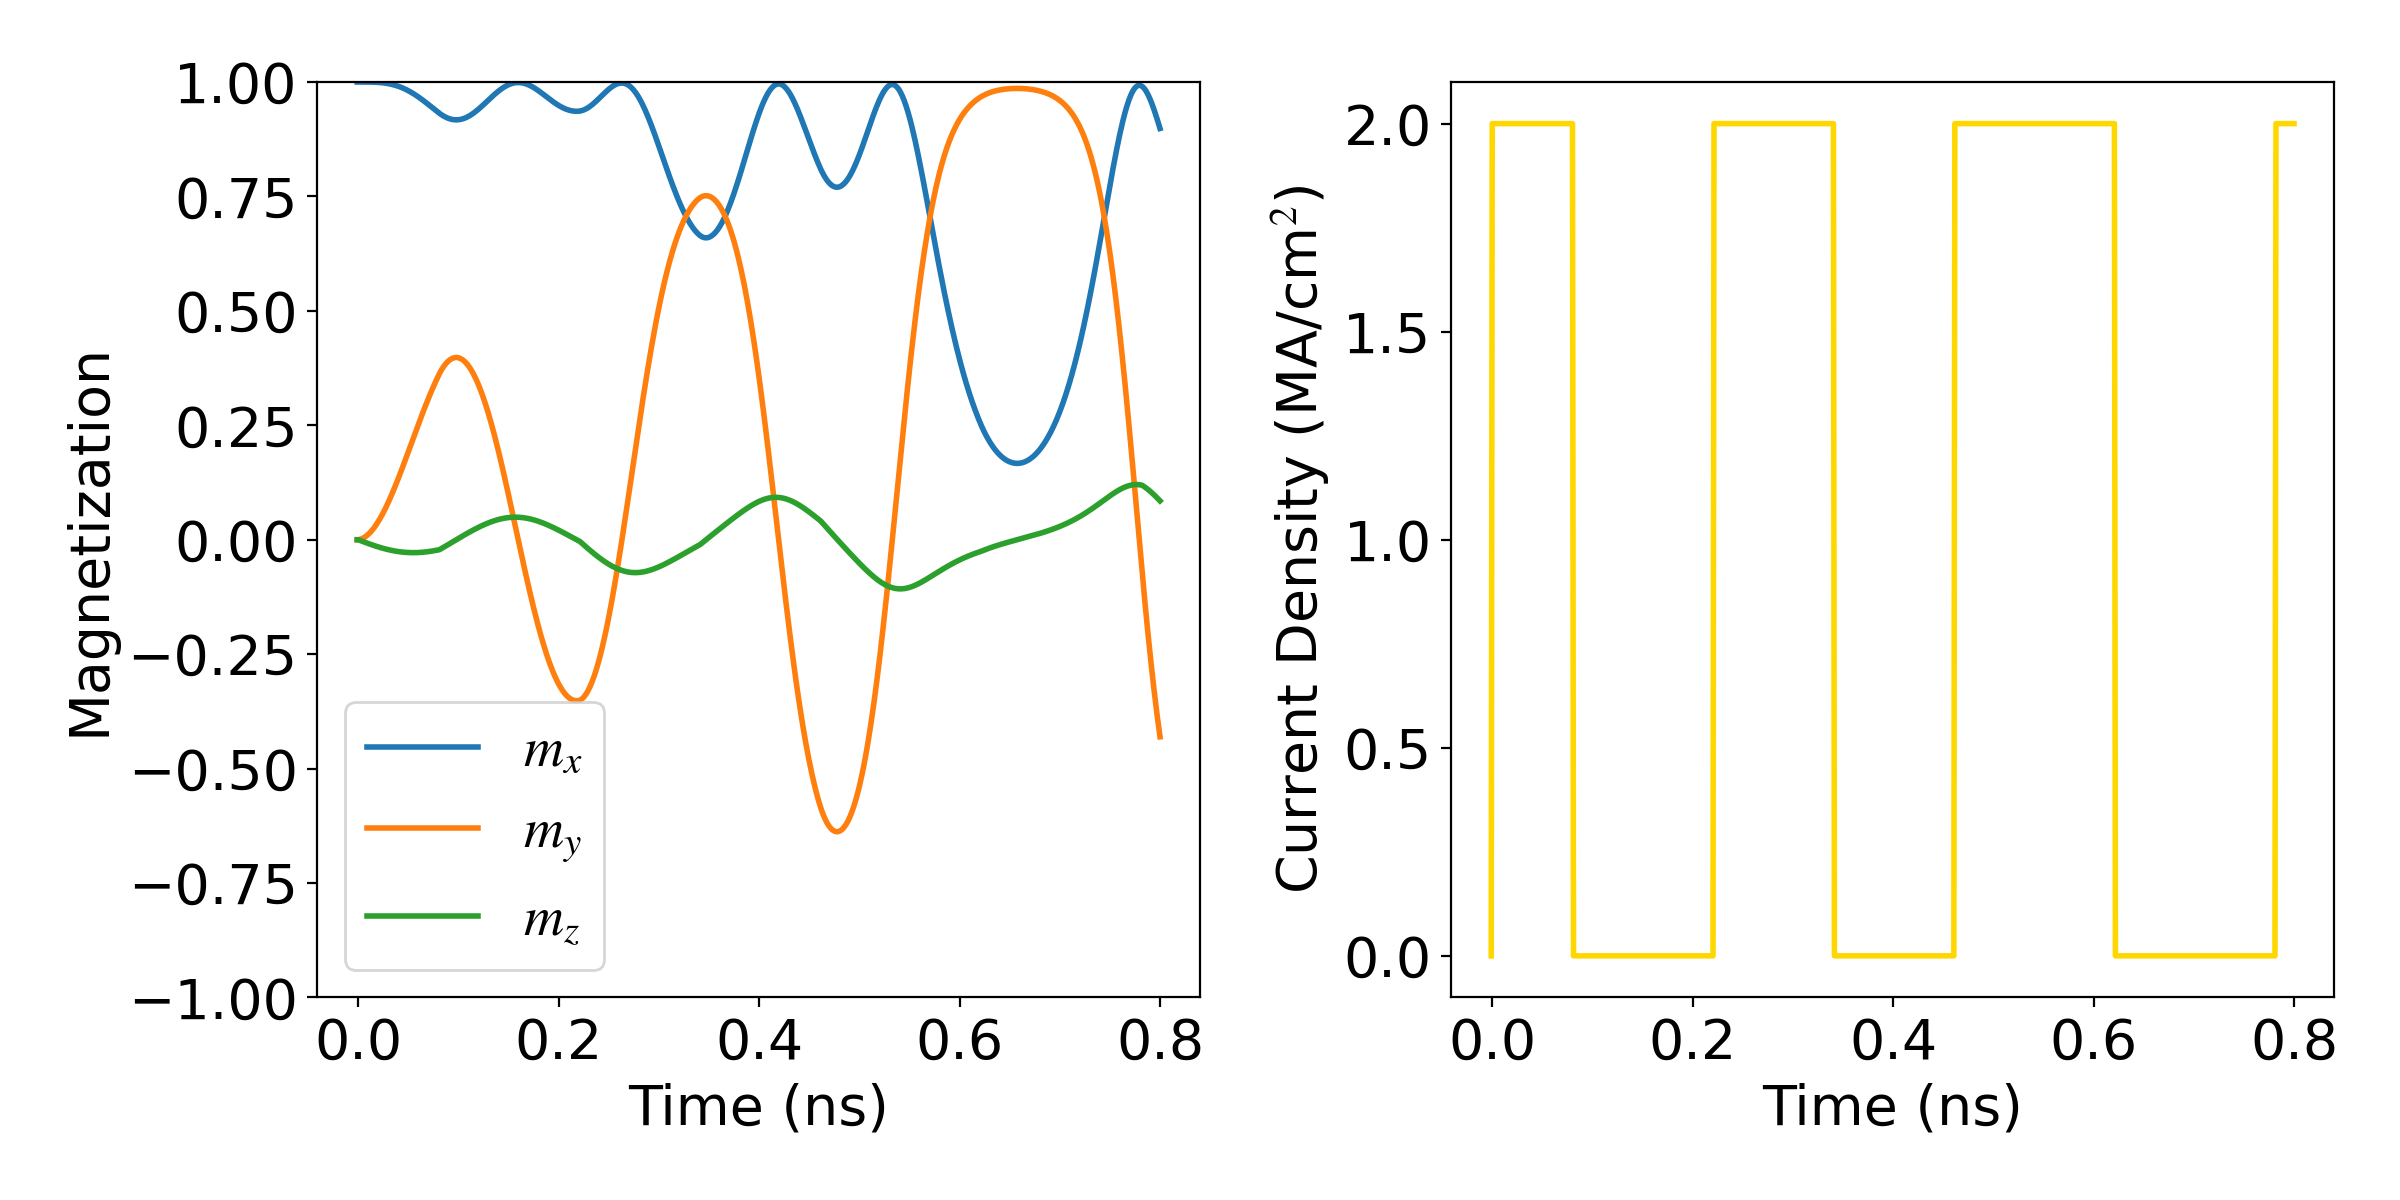 1.00
0.75
0.50
0.25
0.00
−0.25
−0.50
−0.75
−1.00
Magnetization
0.0 0.2 0.4 0.6 0.8
Time (ns)
m_x
m_y
m_z
2.0
1.5
1.0
0.5
0.0
Current Density (MA/cm²)
0.0 0.2 0.4 0.6 0.8
Time (ns)